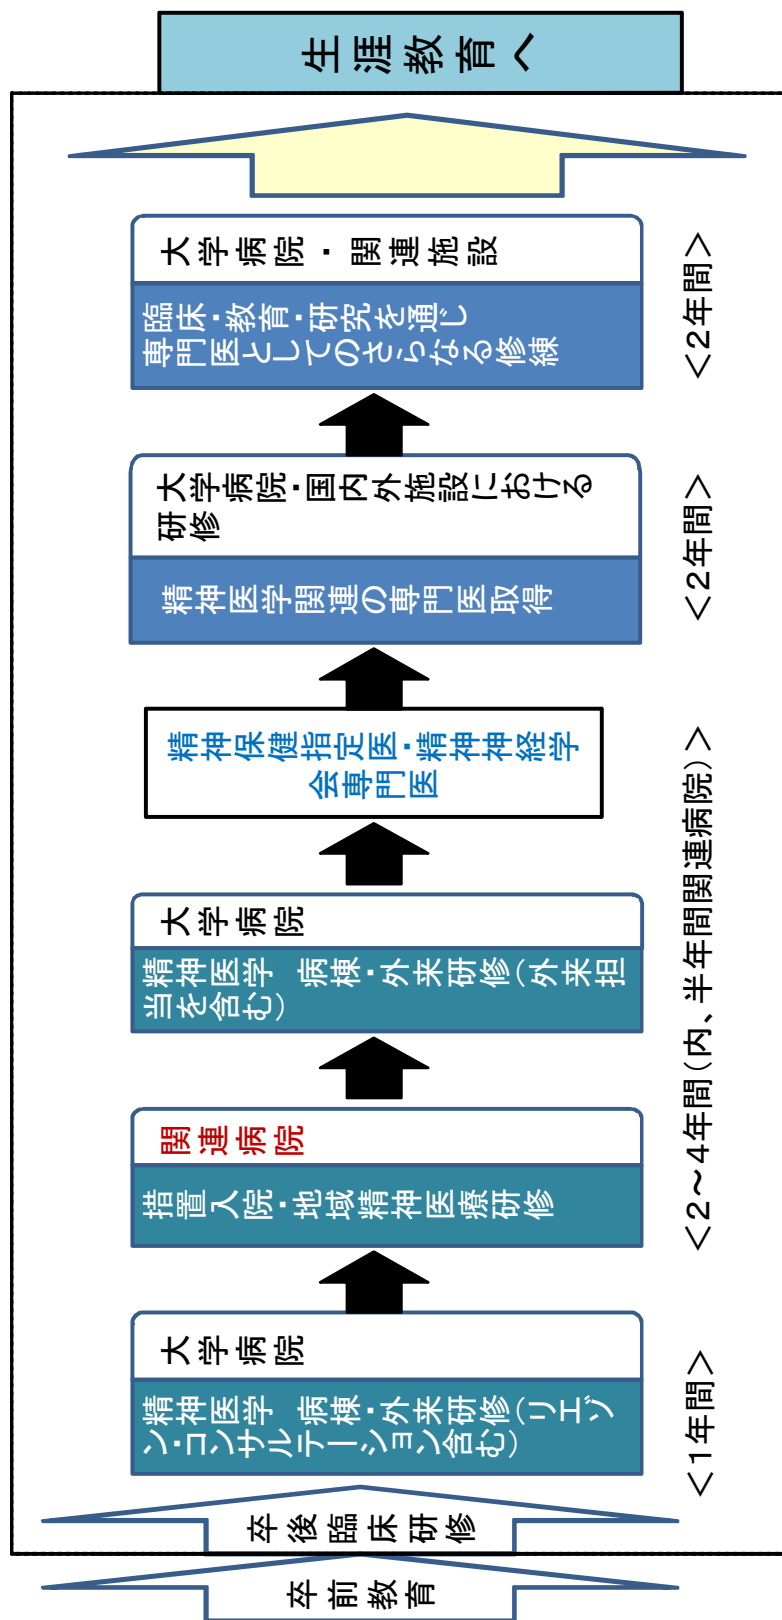 生涯教育へ
大学病院・関連施設
臨床・教育・研究を通じ
専門医としてのさらなる修練
＜2年間＞
大学病院・国内外施設における
研修
精神医学関連の専門医取得
＜2年間＞
精神保健指定医・精神神経学
会専門医
大学病院
精神医学　病棟・外来研修（外来担
当を含む）
＜2～4年間（内、半年間関連病院）＞
関連病院
措置入院・地域精神医療研修
大学病院
精神医学　病棟・外来研修（リエゾ
ン・コンサルテーション含む）
＜1年間＞
卒後臨床研修
卒前教育